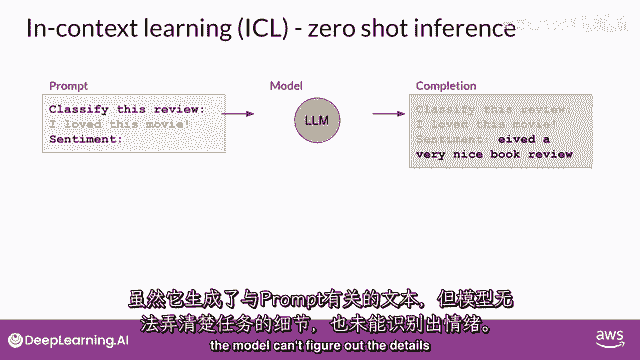 In-context learning (ICL) - zero shot inference
Prompt
Model
Completion
Classify this review:
I loved this movie!
Sentiment:
LLM
Classify this review:
I loved this movie!
Sentiment: eived a
very nice book review
虽然它生成了与Prompt有关的文本，但模型无
法弄清楚任务的细节，也未能识别出情绪。
the model can't figure out the details
DeepLearning.AI
aws